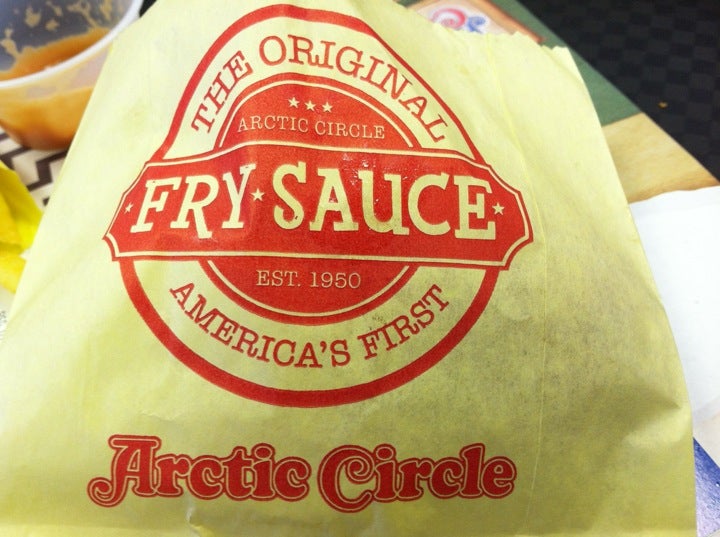 THE ORIGINAL
ARCTIC CIRCLE
FRY SAUCE
EST. 1950
AMERICA'S FIRST
Arctic Circle